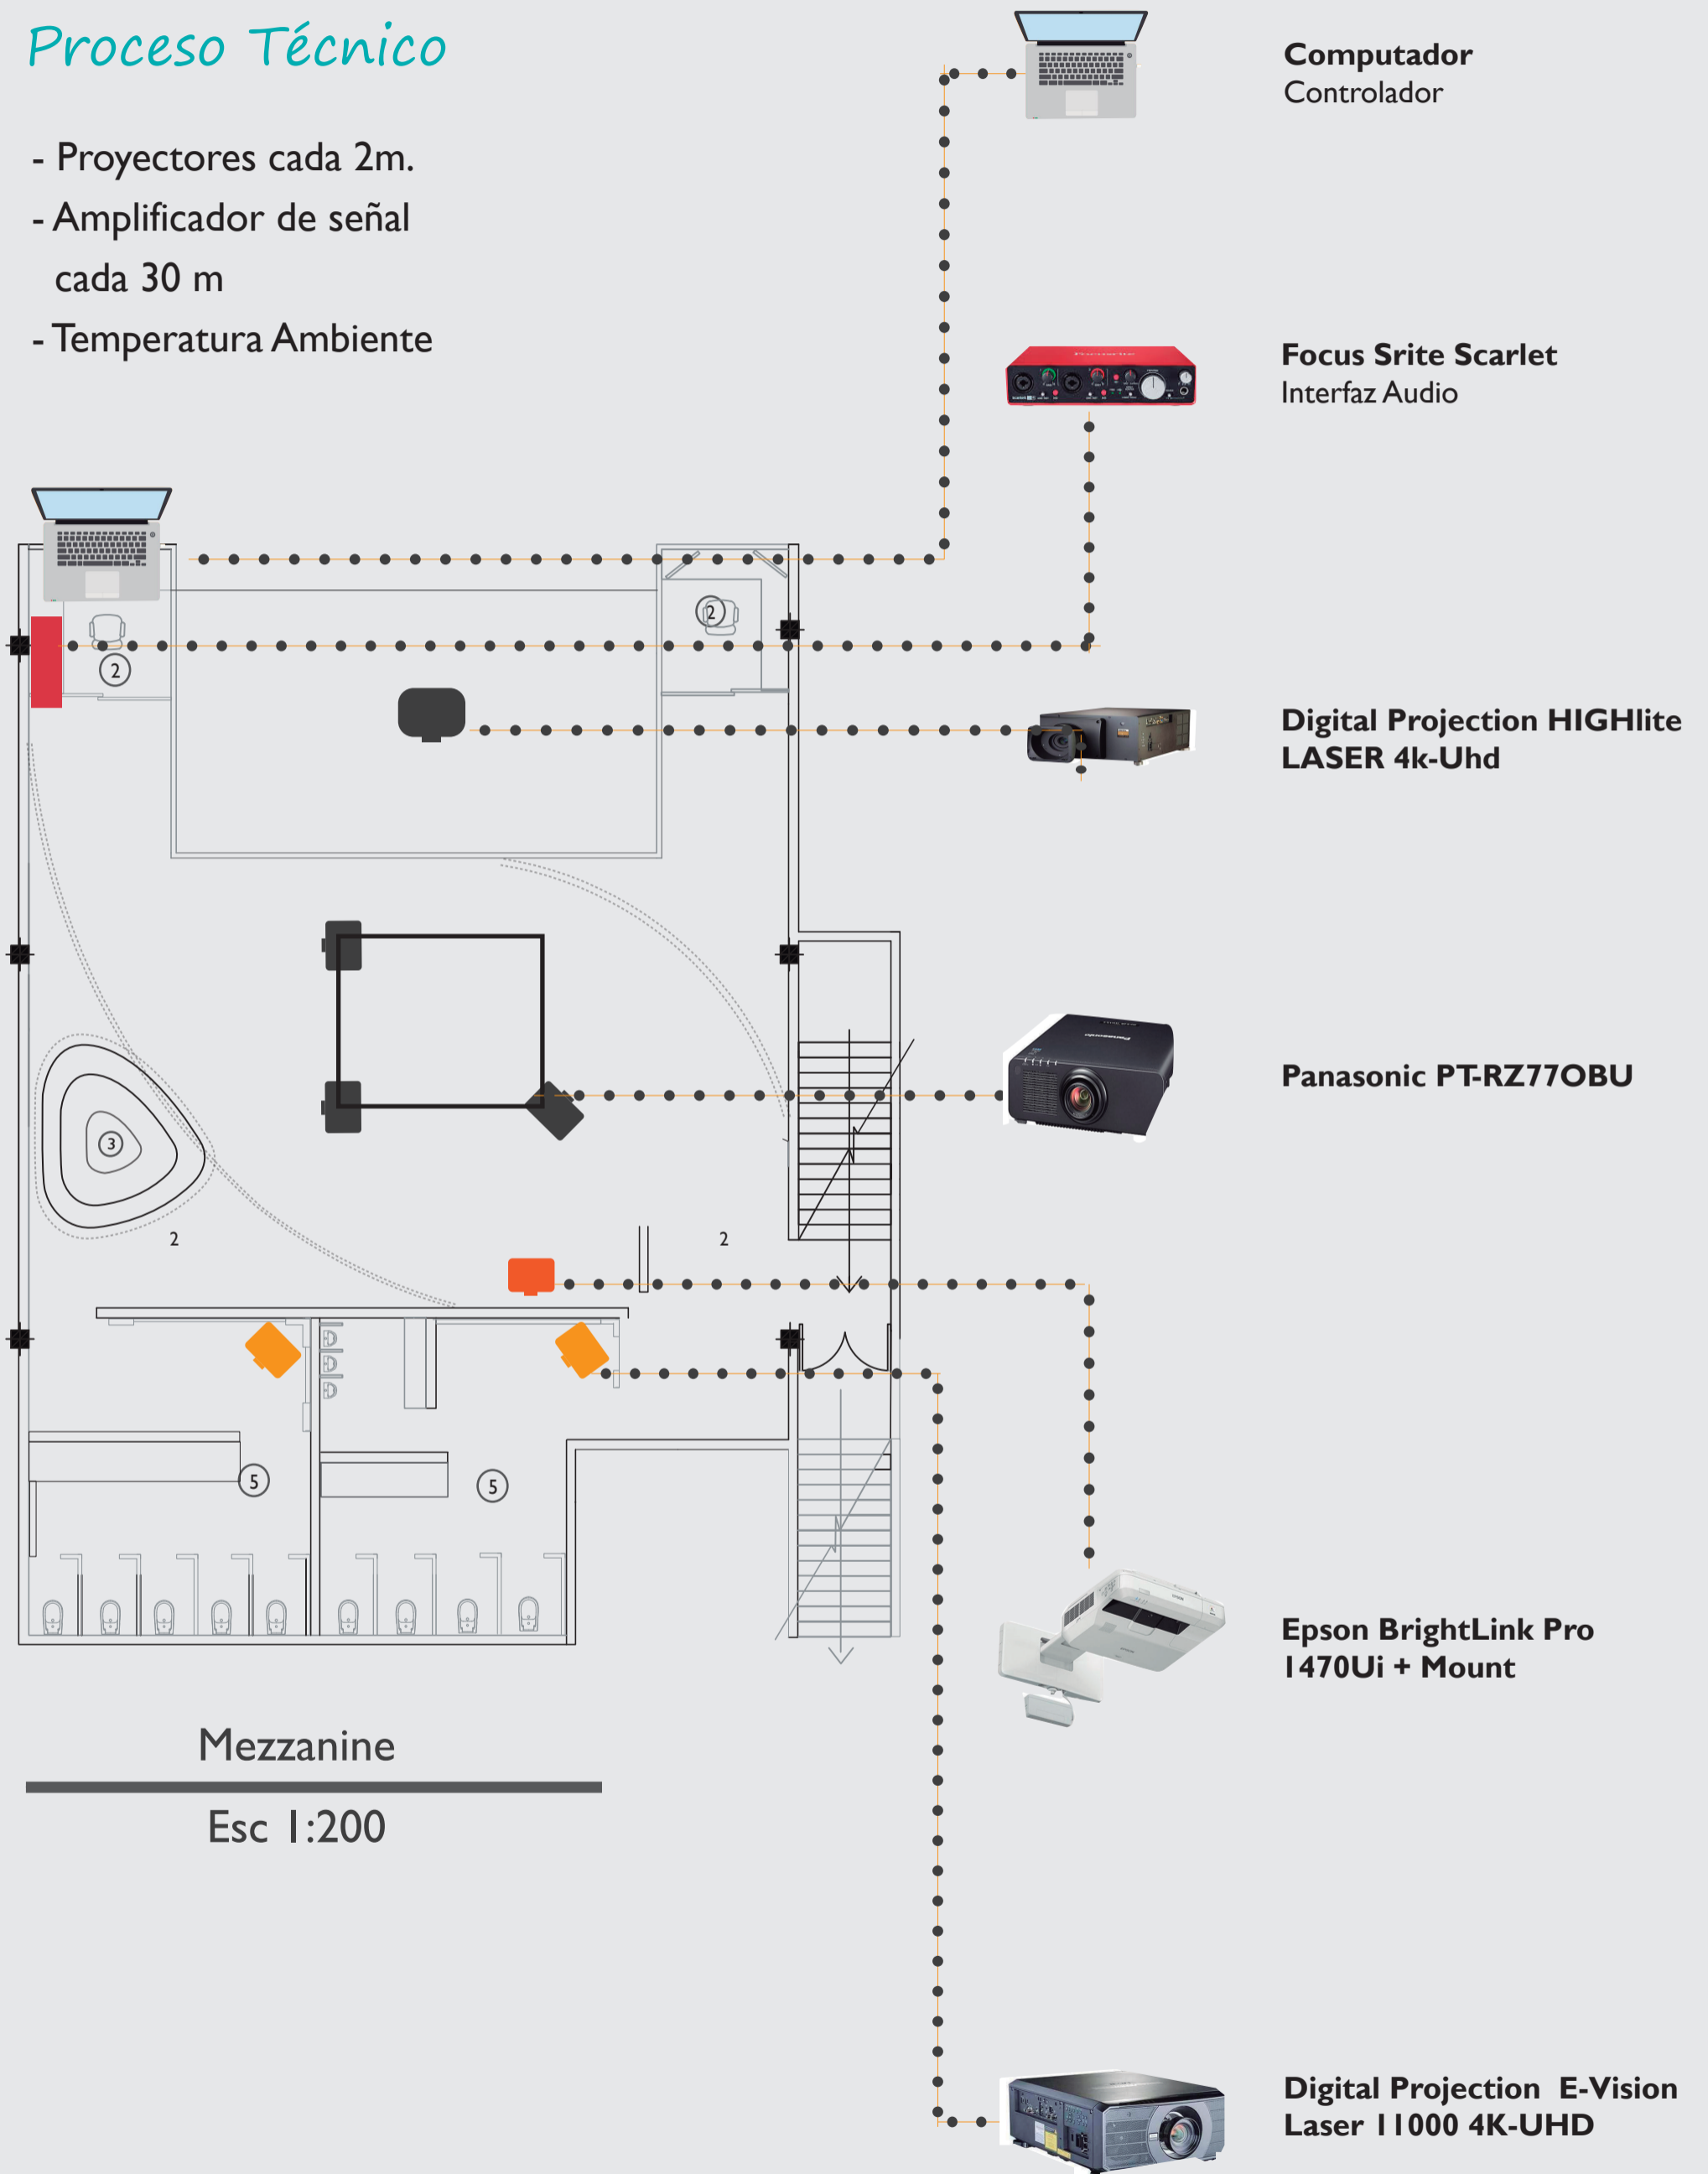 Proceso Técnico
- Proyectores cada 2m.
- Amplificador de señal
cada 30 m
- Temperatura Ambiente
Computador
Controlador
Focus Srite Scarlet
Interfaz Audio
2
2
Digital Projection HIGHlite
LASER 4k-Uhd
Panasonic
Panasonic PT-RZ77OBU
3
2
2
5
5
Epson BrightLink Pro
1470Ui + Mount
Mezzanine
Esc 1:200
Digital Projection E-Vision
Laser 11000 4K-UHD